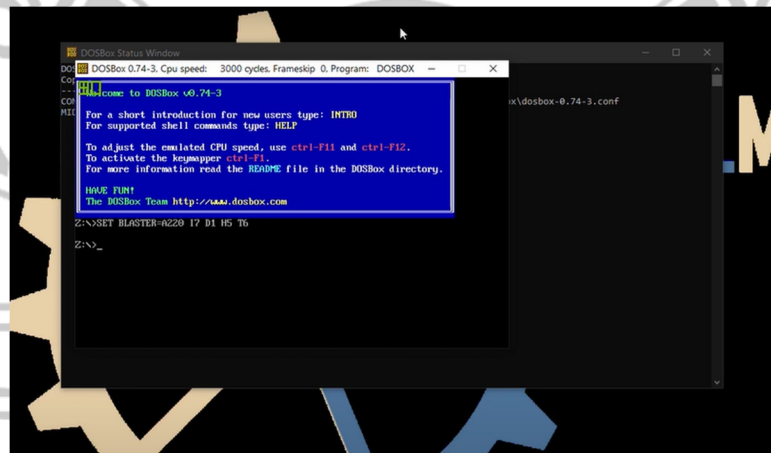 DOSBox Status Window
DOSBox 0.74-3, Cpu speed: 3000 cycles, Frameskip 0, Program: DOSBOX
ox\dosbox-0.74-3.conf
Welcome to DOSBox v0.74-3
For a short introduction for new users type: INTRO
For supported shell commands type: HELP
To adjust the emulated CPU speed, use ctrl-F11 and ctrl-F12.
To activate the keymapper ctrl-F1.
For more information read the README file in the DOSBox directory.
HAVE FUN!
The DOSBox Team http://www.dosbox.com
Z:\>SET BLASTER=A220 I7 D1 H5 T6
Z:\>_